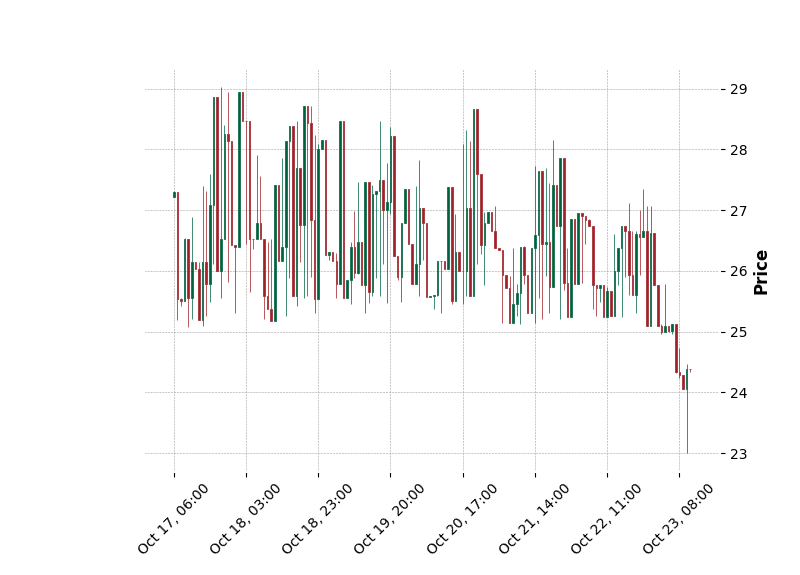 29
28
27
26
25
24
23
Price
Oct 17, 06:00
Oct 18, 03:00
Oct 18, 23:00
Oct 19, 20:00
Oct 20, 17:00
Oct 21, 14:00
Oct 22, 11:00
Oct 23, 08:00